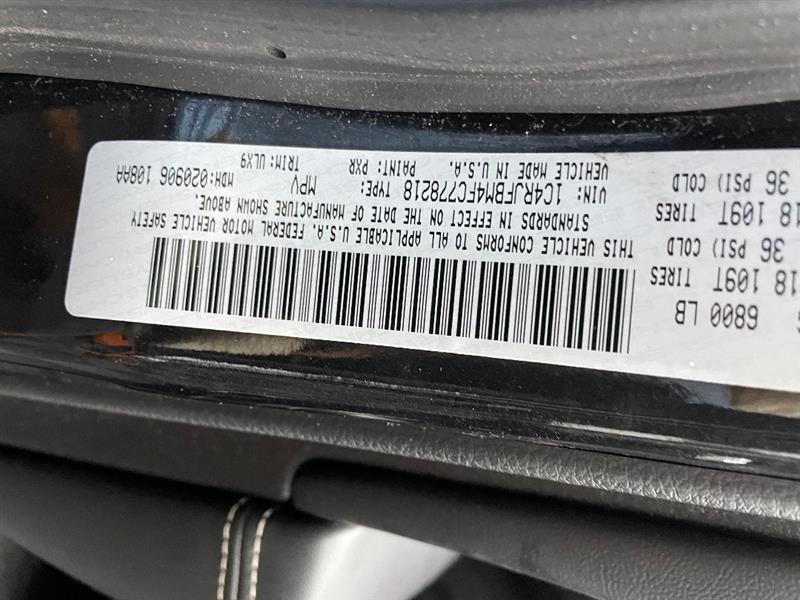 6800 LB
18 109T TIRES
36 PSI) COLD
18 109T TIRES
36 PSI) COLD
THIS VEHICLE CONFORMS TO ALL APPLICABLE U.S.A. FEDERAL MOTOR VEHICLE SAFETY
STANDARDS IN EFFECT ON THE DATE OF MANUFACTURE SHOWN ABOVE.
VIN: 1C4RJFBM4FC778218 TYPE: MPV MDH:020906 108AA
VEHICLE MADE IN U.S.A. PAINT: PXR TRIM:ULX9